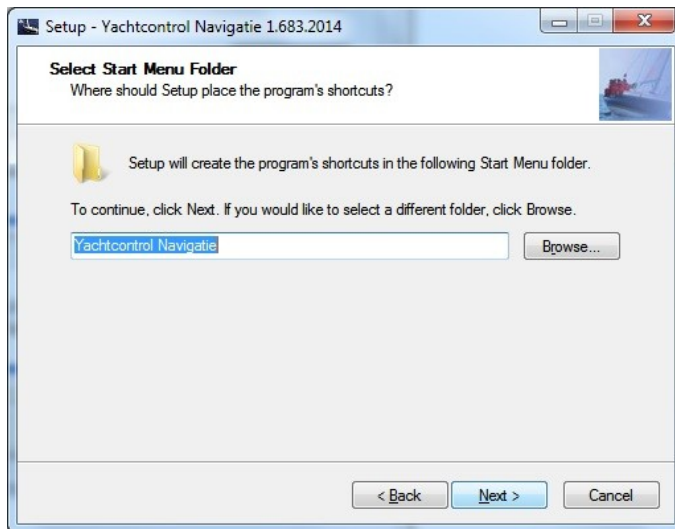 Setup - Yachtcontrol Navigatie 1.683.2014
Select Start Menu Folder
Where should Setup place the program's shortcuts?
Setup will create the program's shortcuts in the following Start Menu folder.
To continue, click Next. If you would like to select a different folder, click Browse.
Yachtcontrol Navigatie
Browse...
< Back
Next >
Cancel